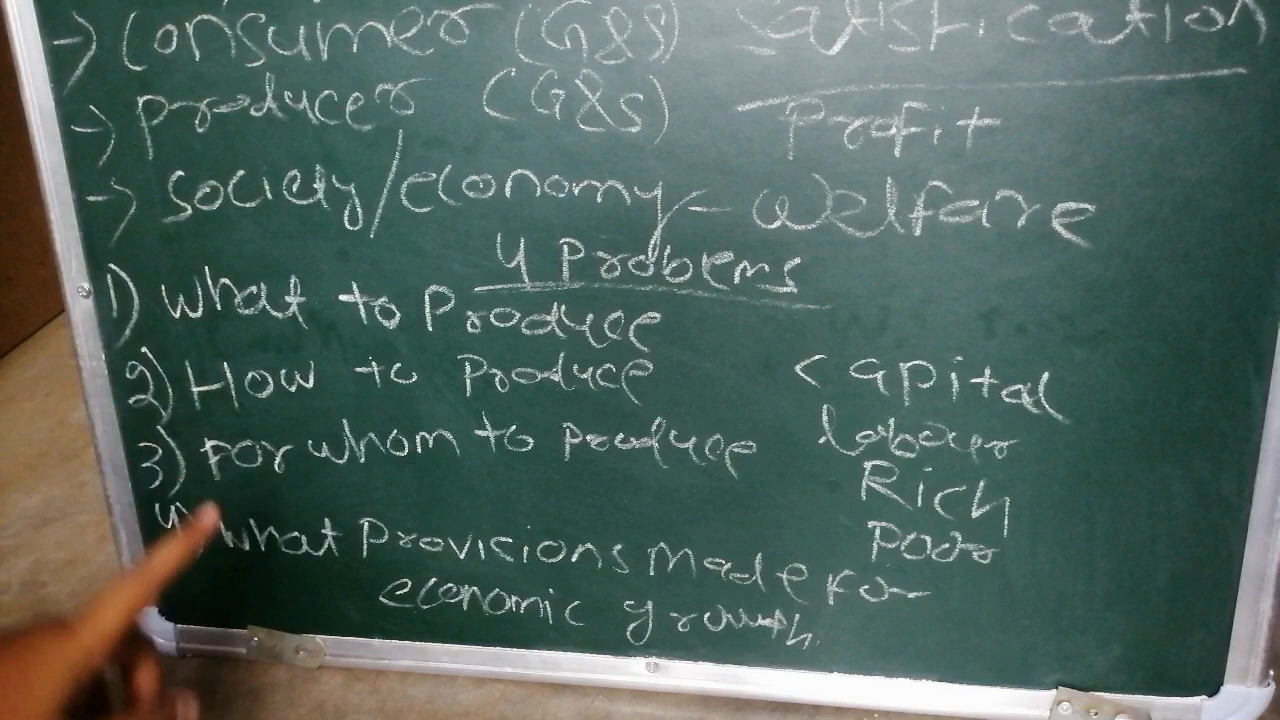 -> Consumer (G&S) Satisfication
-> producer (G&S) Profit
-> society/economy - Welfare
4 Problems
1) what to Produce
2) How to Produce < capital
labour
3) For whom to produce Rich
Poor
4) what Provisions Made For
economic growth.